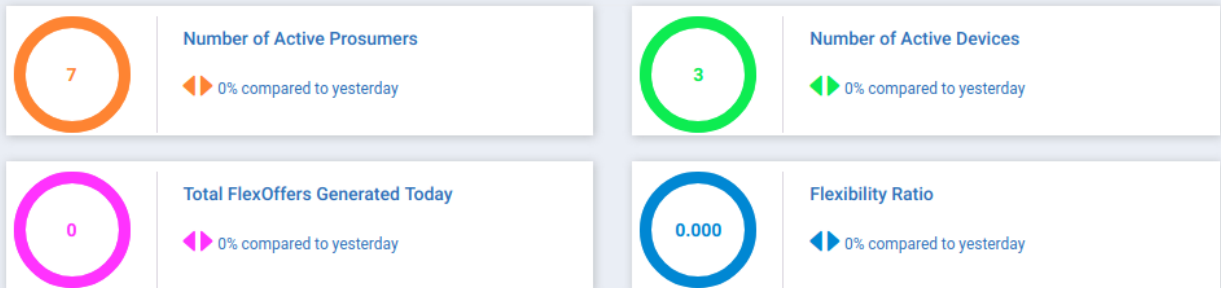 7
Number of Active Prosumers
0% compared to yesterday
3
Number of Active Devices
0% compared to yesterday
0
Total FlexOffers Generated Today
0% compared to yesterday
0.000
Flexibility Ratio
0% compared to yesterday